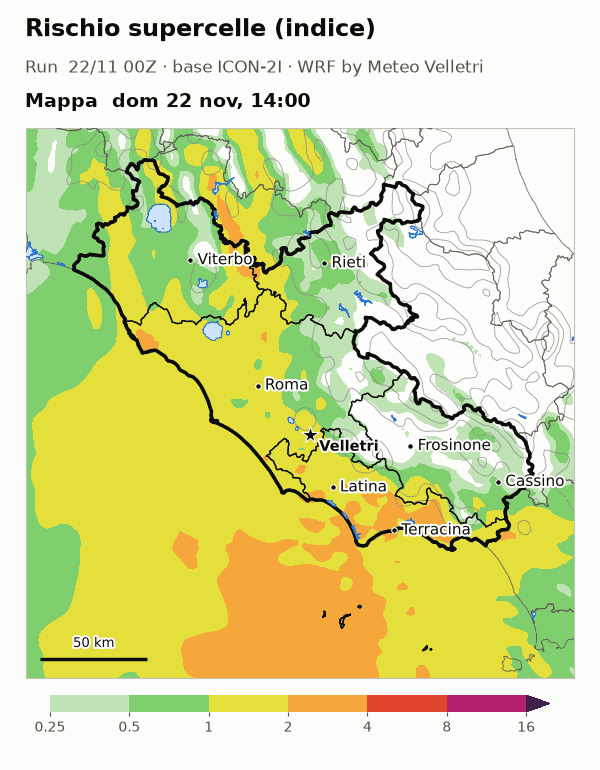 Rischio supercelle (indice)
Run  22/11 00Z · base ICON-2I · WRF by Meteo Velletri
Mappa  dom 22 nov, 14:00
Viterbo
Rieti
Roma
Velletri
Frosinone
Cassino
Latina
Terracina
50 km
0.25 0.5 1 2 4 8 16